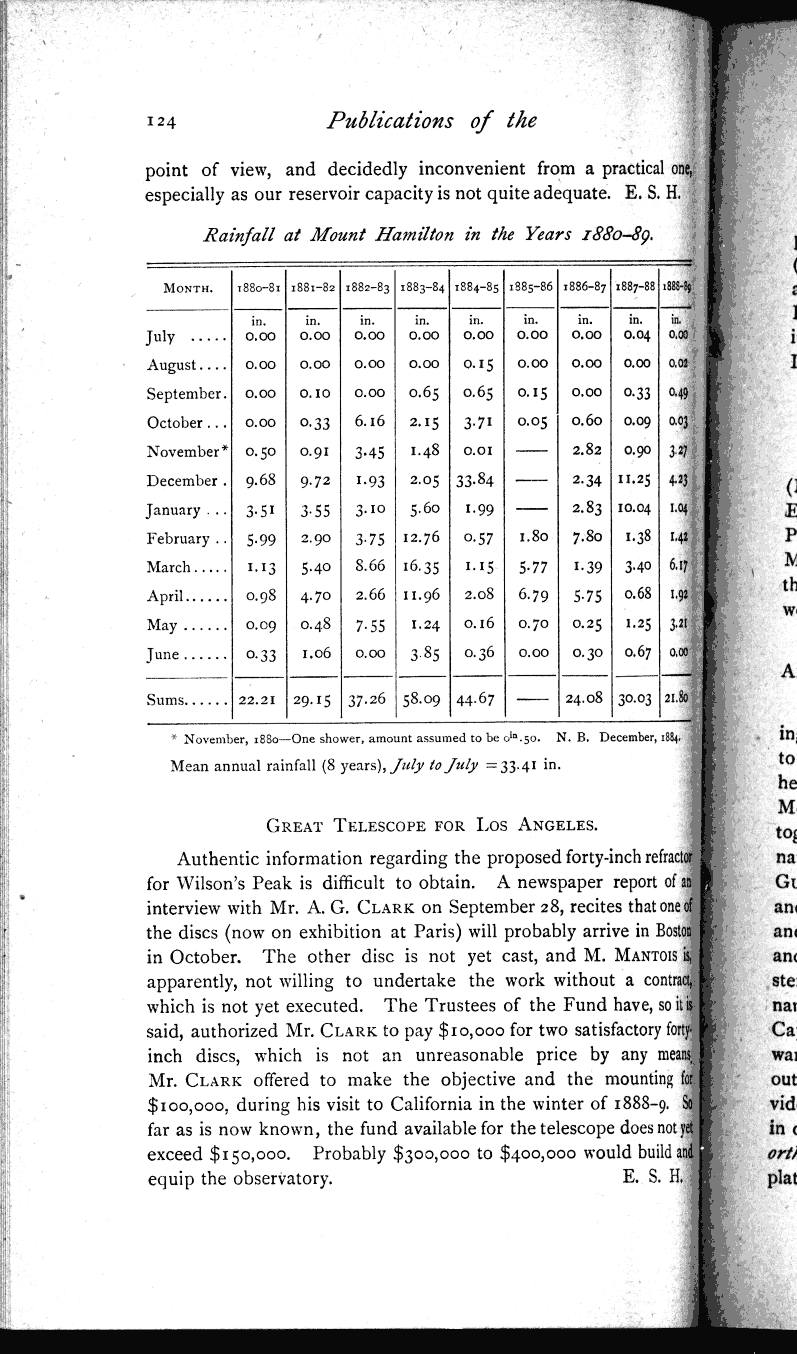 124 Publications of the
point of view, and decidedly inconvenient from a practical one,
especially as our reservoir capacity is not quite adequate. E. S. H.
Rainfall at Mount Hamilton in the Years 1880–89.
MONTH. 1880–81 1881–82 1882–83 1883–84 1884–85 1885–86 1886–87 1887–88 1888–89
in. in. in. in. in. in. in. in. in.
July ..... 0.00 0.00 0.00 0.00 0.00 0.00 0.00 0.04 0.00
August.... 0.00 0.00 0.00 0.00 0.15 0.00 0.00 0.00 0.02
September. 0.00 0.10 0.00 0.65 0.65 0.15 0.00 0.33 0.49
October ... 0.00 0.33 6.16 2.15 3.71 0.05 0.60 0.09 0.03
November* 0.50 0.91 3.45 1.48 0.01 — 2.82 0.90 3.27
December . 9.68 9.72 1.93 2.05 33.84 — 2.34 11.25 4.23
January ... 3.51 3.55 3.10 5.60 1.99 — 2.83 10.04 1.04
February .. 5.99 2.90 3.75 12.76 0.57 1.80 7.80 1.38 1.42
March..... 1.13 5.40 8.66 16.35 1.15 5.77 1.39 3.40 6.17
April...... 0.98 4.70 2.66 11.96 2.08 6.79 5.75 0.68 1.92
May ...... 0.09 0.48 7.55 1.24 0.16 0.70 0.25 1.25 3.21
June ...... 0.33 1.06 0.00 3.85 0.36 0.00 0.30 0.67 0.00
Sums...... 22.21 29.15 37.26 58.09 44.67 — 24.08 30.03 21.80
* November, 1880—One shower, amount assumed to be 0in.50. N. B. December, 1884.
Mean annual rainfall (8 years), July to July = 33.41 in.
GREAT TELESCOPE FOR LOS ANGELES.
Authentic information regarding the proposed forty-inch refractor
for Wilson's Peak is difficult to obtain. A newspaper report of an
interview with Mr. A. G. CLARK on September 28, recites that one of
the discs (now on exhibition at Paris) will probably arrive in Boston
in October. The other disc is not yet cast, and M. MANTOIS is,
apparently, not willing to undertake the work without a contract,
which is not yet executed. The Trustees of the Fund have, so it is
said, authorized Mr. CLARK to pay $10,000 for two satisfactory forty-
inch discs, which is not an unreasonable price by any means.
Mr. CLARK offered to make the objective and the mounting for
$100,000, during his visit to California in the winter of 1888–9. So
far as is now known, the fund available for the telescope does not yet
exceed $150,000. Probably $300,000 to $400,000 would build and
equip the observatory. E. S. H.